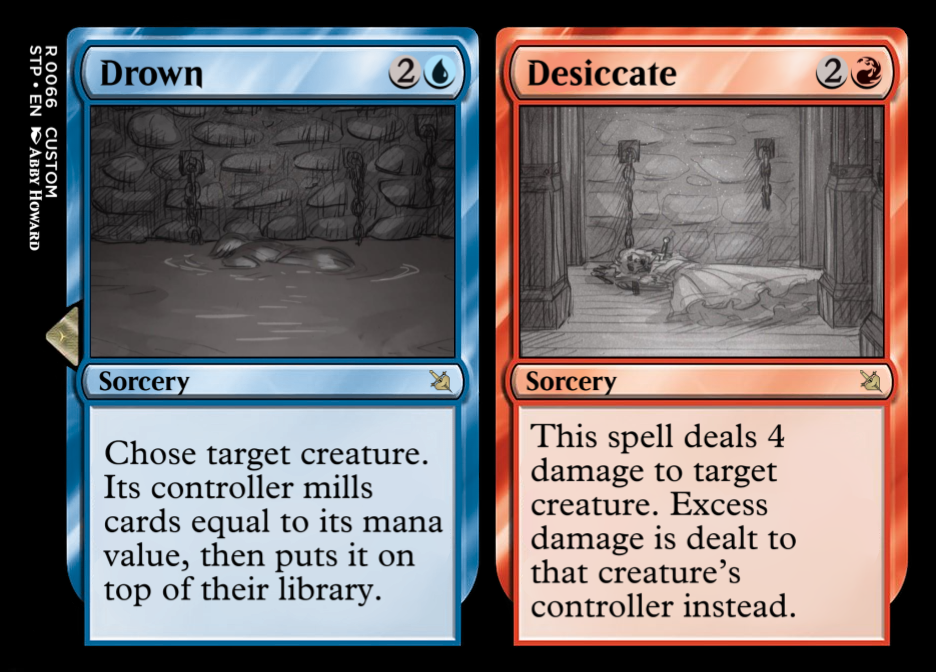 R 0066 CUSTOM
STP • EN ABBY HOWARD
Drown 2
Sorcery
Chose target creature.
Its controller mills
cards equal to its mana
value, then puts it on
top of their library.
Desiccate 2
Sorcery
This spell deals 4
damage to target
creature. Excess
damage is dealt to
that creature's
controller instead.